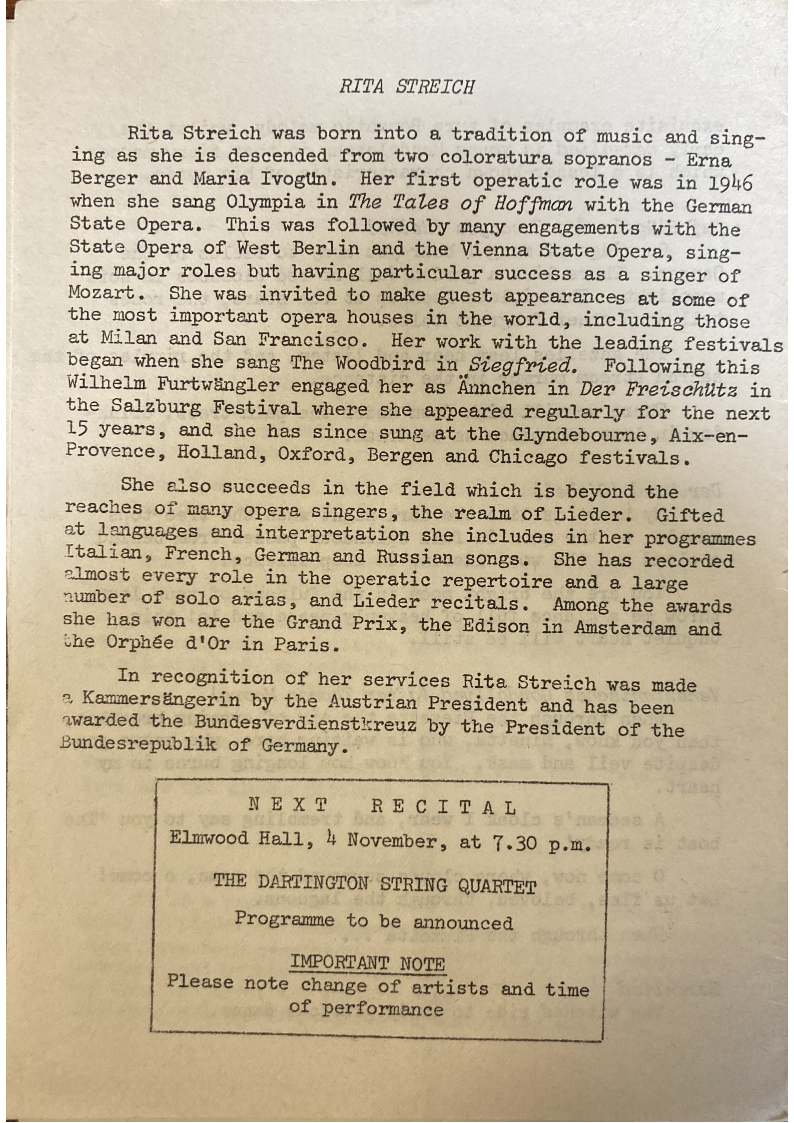 RITA STREICH
Rita Streich was born into a tradition of music and sing-
ing as she is descended from two coloratura sopranos - Erna
Berger and Maria Ivogün. Her first operatic role was in 1946
when she sang Olympia in The Tales of Hoffman with the German
State Opera. This was followed by many engagements with the
State Opera of West Berlin and the Vienna State Opera, sing-
ing major roles but having particular success as a singer of
Mozart. She was invited to make guest appearances at some of
the most important opera houses in the world, including those
at Milan and San Francisco. Her work with the leading festivals
began when she sang The Woodbird in Siegfried. Following this
Wilhelm Furtwängler engaged her as Ännchen in Der Freischütz in
the Salzburg Festival where she appeared regularly for the next
15 years, and she has since sung at the Glyndebourne, Aix-en-
Provence, Holland, Oxford, Bergen and Chicago festivals.
She also succeeds in the field which is beyond the
reaches of many opera singers, the realm of Lieder. Gifted
at languages and interpretation she includes in her programmes
Italian, French, German and Russian songs. She has recorded
almost every role in the operatic repertoire and a large
number of solo arias, and Lieder recitals. Among the awards
she has won are the Grand Prix, the Edison in Amsterdam and
the Orphée d'Or in Paris.
In recognition of her services Rita Streich was made
a Kammersängerin by the Austrian President and has been
awarded the Bundesverdienstkreuz by the President of the
Bundesrepublik of Germany.
NEXT RECITAL
Elmwood Hall, 4 November, at 7.30 p.m.
THE DARTINGTON STRING QUARTET
Programme to be announced
IMPORTANT NOTE
Please note change of artists and time
of performance